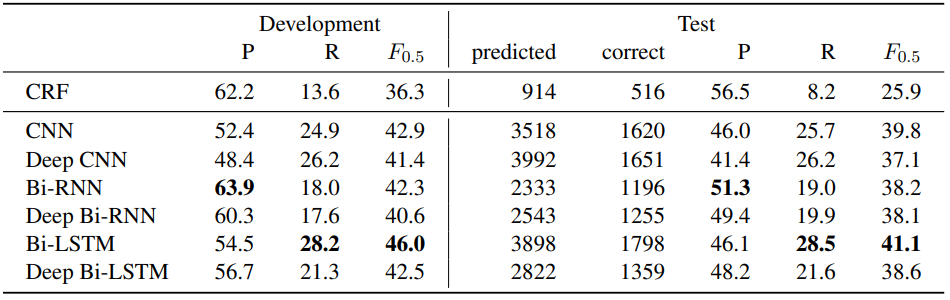 Development Test
P R F0.5 predicted correct P R F0.5
CRF 62.2 13.6 36.3 914 516 56.5 8.2 25.9
CNN 52.4 24.9 42.9 3518 1620 46.0 25.7 39.8
Deep CNN 48.4 26.2 41.4 3992 1651 41.4 26.2 37.1
Bi-RNN 63.9 18.0 42.3 2333 1196 51.3 19.0 38.2
Deep Bi-RNN 60.3 17.6 40.6 2543 1255 49.4 19.9 38.1
Bi-LSTM 54.5 28.2 46.0 3898 1798 46.1 28.5 41.1
Deep Bi-LSTM 56.7 21.3 42.5 2822 1359 48.2 21.6 38.6